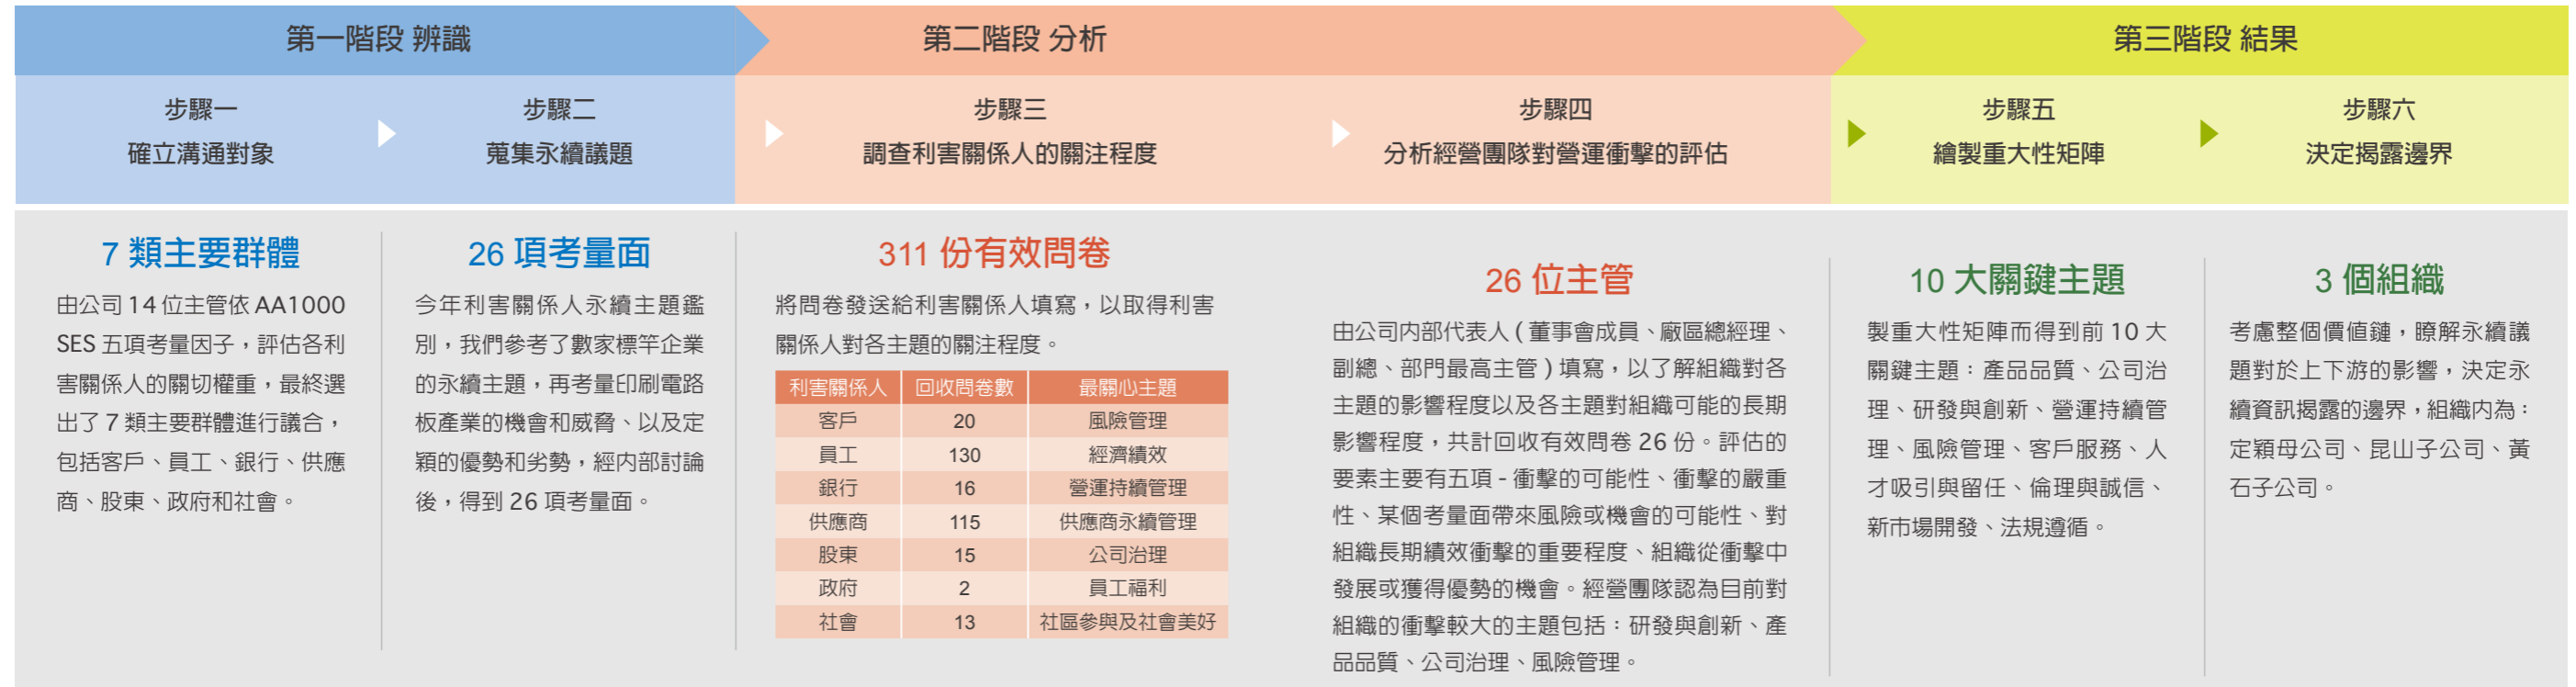 第一階段 辨識
第二階段 分析
第三階段 結果
步驟一
確立溝通對象
步驟二
蒐集永續議題
步驟三
調查利害關係人的關注程度
步驟四
分析經營團隊對營運衝擊的評估
步驟五
繪製重大性矩陣
步驟六
決定揭露邊界
7 類主要群體
由公司 14 位主管依 AA1000
SES 五項考量因子，評估各利
害關係人的關切權重，最終選
出了 7 類主要群體進行議合，
包括客戶、員工、銀行、供應
商、股東、政府和社會。
26 項考量面
今年利害關係人永續主題鑑
別，我們參考了數家標竿企業
的永續主題，再考量印刷電路
板產業的機會和威脅、以及定
穎的優勢和劣勢，經內部討論
後，得到 26 項考量面。
311 份有效問卷
將問卷發送給利害關係人填寫，以取得利害
關係人對各主題的關注程度。
利害關係人 回收問卷數 最關心主題
客戶 20 風險管理
員工 130 經濟績效
銀行 16 營運持續管理
供應商 115 供應商永續管理
股東 15 公司治理
政府 2 員工福利
社會 13 社區參與及社會美好
26 位主管
由公司內部代表人 ( 董事會成員、廠區總經理、
副總、部門最高主管 ) 填寫，以了解組織對各
主題的影響程度以及各主題對組織可能的長期
影響程度，共計回收有效問卷 26 份。評估的
要素主要有五項 - 衝擊的可能性、衝擊的嚴重
性、某個考量面帶來風險或機會的可能性、對
組織長期績效衝擊的重要程度、組織從衝擊中
發展或獲得優勢的機會。經營團隊認為目前對
組織的衝擊較大的主題包括：研發與創新、產
品品質、公司治理、風險管理。
10 大關鍵主題
製重大性矩陣而得到前 10 大
關鍵主題：產品品質、公司治
理、研發與創新、營運持續管
理、風險管理、客戶服務、人
才吸引與留任、倫理與誠信、
新市場開發、法規遵循。
3 個組織
考慮整個價值鏈，瞭解永續議
題對於上下游的影響，決定永
續資訊揭露的邊界，組織內為：
定穎母公司、昆山子公司、黃
石子公司。